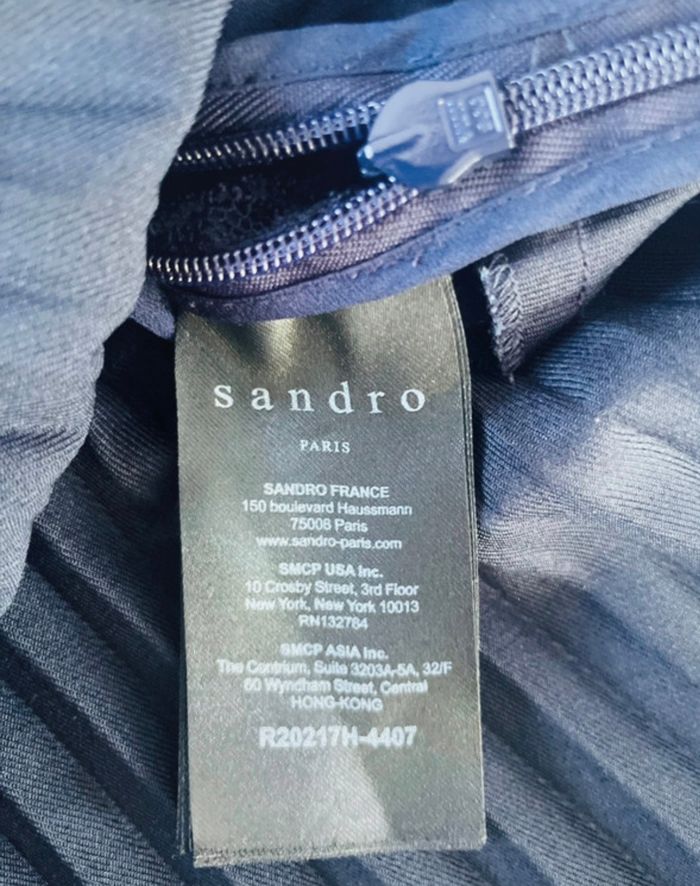 sandro
PARIS
SANDRO FRANCE
150 boulevard Haussmann
75008 Paris
www.sandro-paris.com
SMCP USA Inc.
10 Crosby Street, 3rd Floor
New York, New York 10013
RN132784
SMCP ASIA Inc.
The Centrium, Suite 3203A-5A, 32/F
60 Wyndham Street, Central
HONG-KONG
R20217H-4407